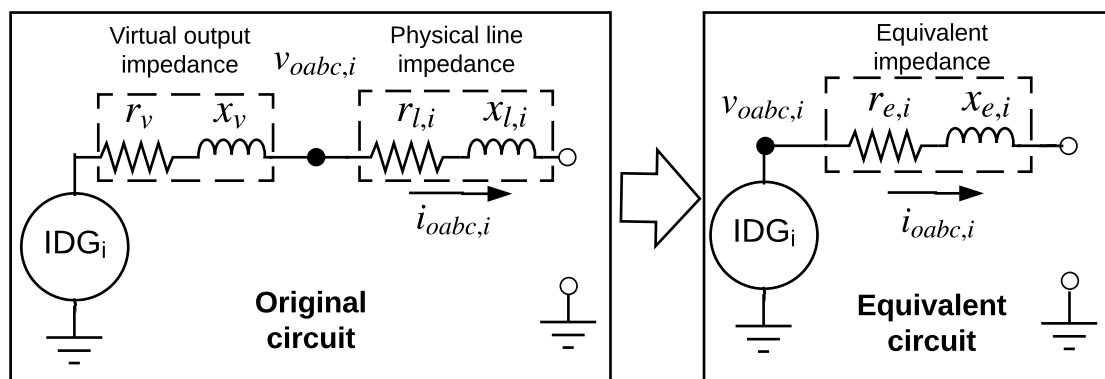 Virtual output
impedance
Physical line
impedance
v_{oabc,i}
r_v
x_v
r_{l,i}
x_{l,i}
i_{oabc,i}
IDG_i
Original
circuit
Equivalent
impedance
v_{oabc,i}
r_{e,i}
x_{e,i}
i_{oabc,i}
IDG_i
Equivalent
circuit